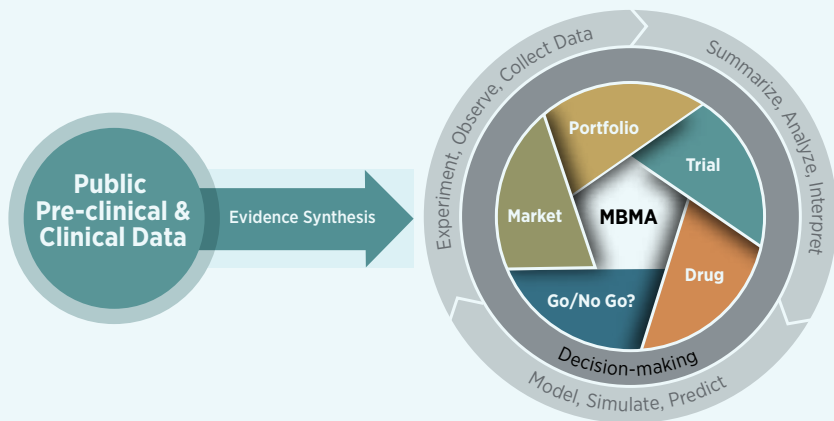 Public
Pre-clinical &
Clinical Data
Evidence Synthesis
Experiment, Observe, Collect Data
Summarize, Analyze, Interpret
Model, Simulate, Predict
Decision-making
Portfolio
Trial
Drug
Go/No Go?
Market
MBMA